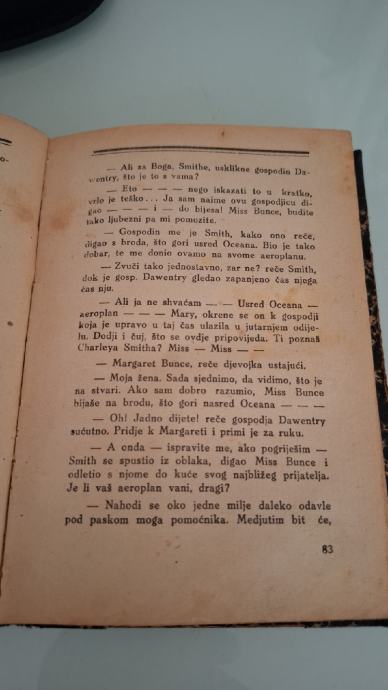 — Ali za Boga, Smithe, usklikne gospodin Da-
wentry, što je to s vama?
— Eto — — — nego iskazati to u kratko,
vrlo je teško... Ja sam naime ovu gospodjicu di-
gao — — — i — do bijesa! Miss Bunce, budite
tako ljubezni pa mi pomozite.
— Gospodin me je Smith, kako ono reče,
digao s broda, što gori usred Oceana. Bio je tako
dobar, te me donio ovamo na svome aeroplanu.
— Zvuči tako jednostavno, zar ne? reče Smith,
dok je gosp. Dawentry gledao zapanjeno čas njega
čas nju.
— Ali ja ne shvaćam — — Usred Oceana —
aeroplan — — — Mary, okrene se on k gospodji
koja je upravo u taj čas ulazila u jutarnjem odije-
lu. Dodji i čuj, što se ovdje pripovijeda. Ti poznaš
Charleya Smitha? Miss — Miss — —
— Margaret Bunce, reče djevojka ustajući.
— Moja žena. Sada sjednimo, da vidimo, što je
na stvari. Ako sam dobro razumio, Miss Bunce
bijaše na brodu, što gori nasred Oceana — — —
— Oh! Jadno dijete! reče gospodja Dawentry
sućutno. Pridje k Margareti i primi je za ruku.
— A onda — ispravite me, ako pogriješim —
Smith se spustio iz oblaka, digao Miss Bunce i
odletio s njome do kuće svog najbližeg prijatelja.
Je li vaš aeroplan vani, dragi?
— Nahodi se oko jedne milje daleko odavle
pod paskom moga pomoćnika. Medjutim bit će,
83